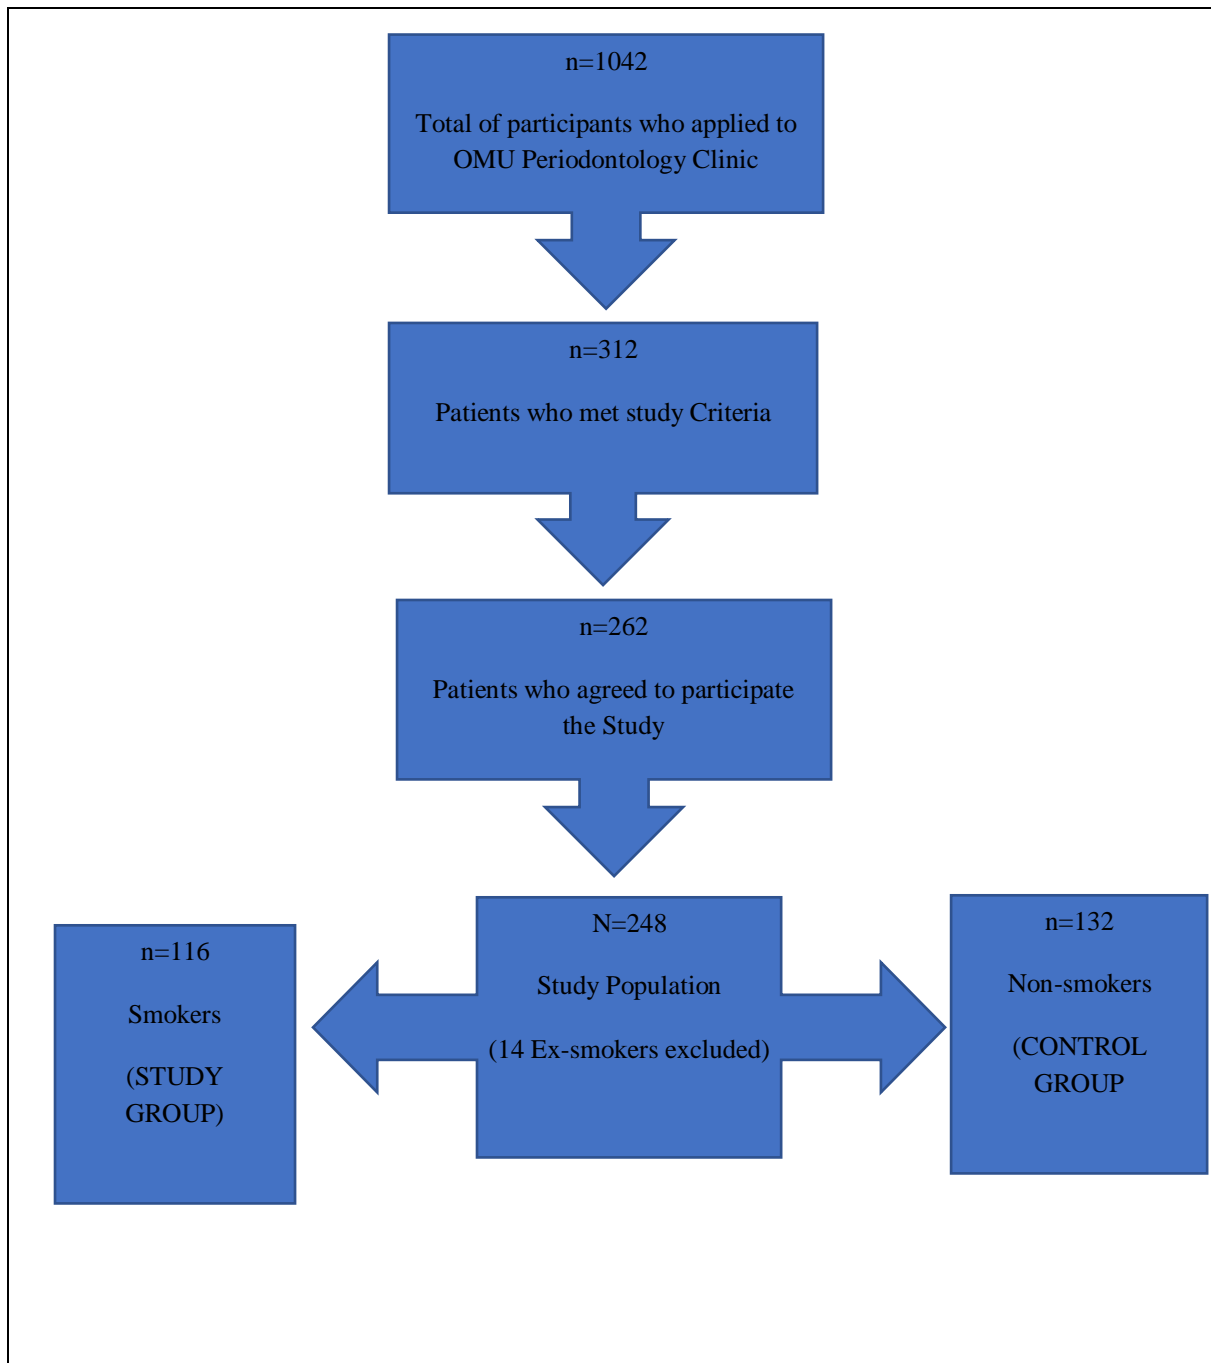 n=1042
Total of participants who applied to
OMU Periodontology Clinic
n=312
Patients who met study Criteria
n=262
Patients who agreed to participate
the Study
N=248
Study Population
(14 Ex-smokers excluded)
n=116
Smokers
(STUDY
GROUP)
n=132
Non-smokers
(CONTROL
GROUP